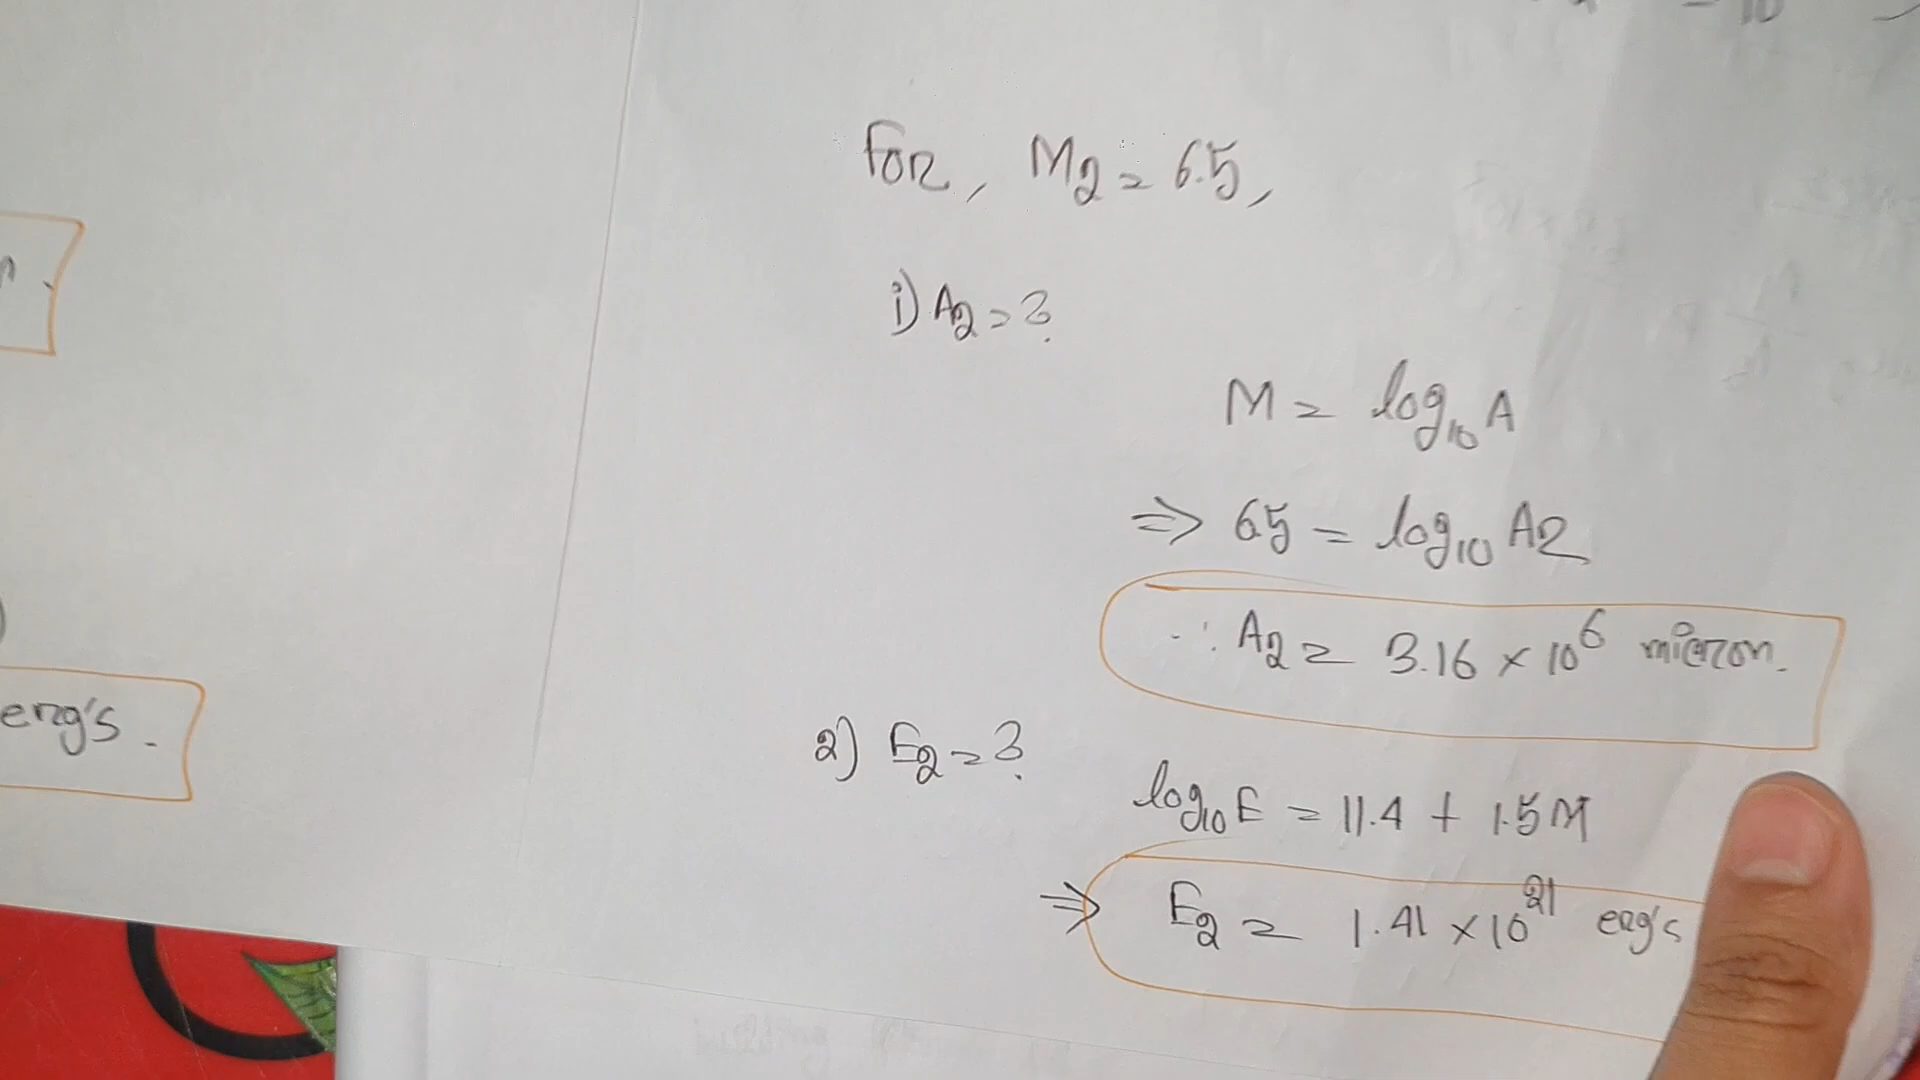 For, M2 = 6.5,
i) A2 = ?
M = log10 A
⇒ 6.5 = log10 A2
∴ A2 = 3.16 × 10^6 micron.
erg's.
2) E2 = ?
log10 E = 11.4 + 1.5M
⇒ E2 = 1.41 × 10^21 erg's